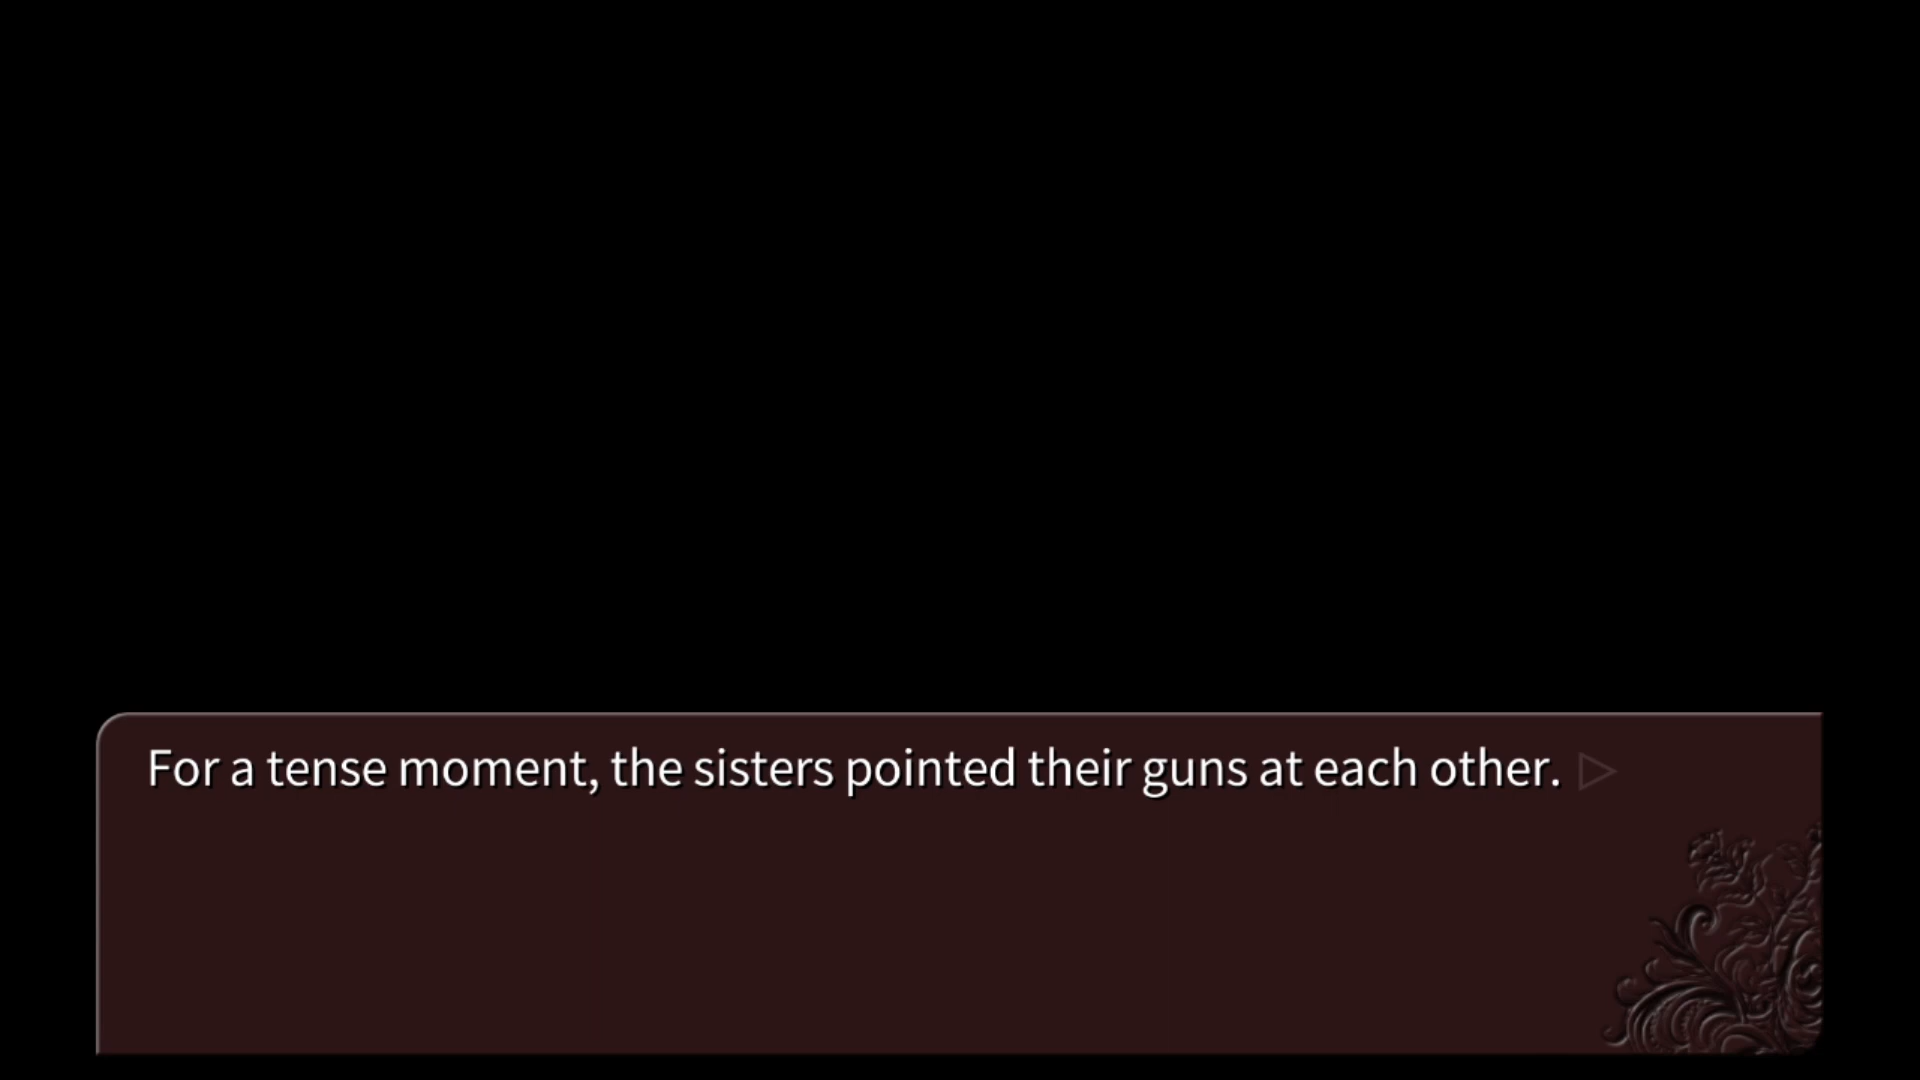 For a tense moment, the sisters pointed their guns at each other.